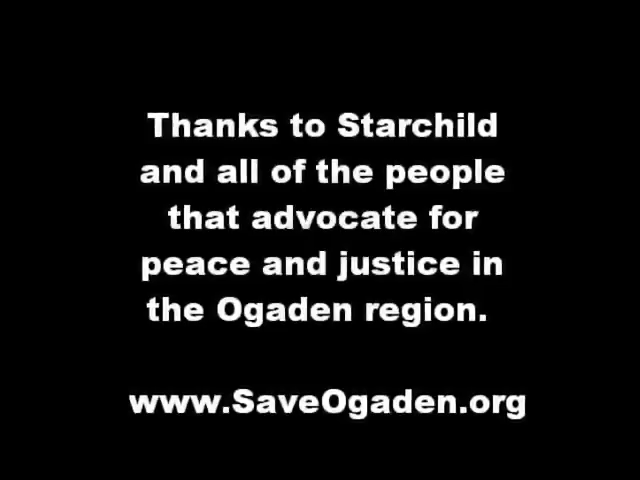 Thanks to Starchild
and all of the people
that advocate for
peace and justice in
the Ogaden region.
www.SaveOgaden.org